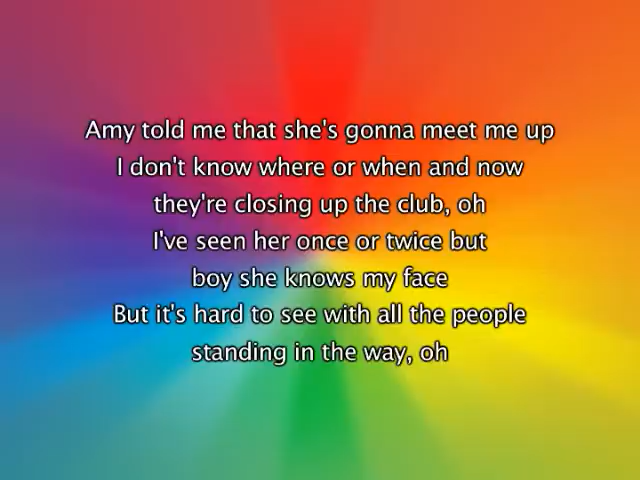 Amy told me that she's gonna meet me up
I don't know where or when and now
they're closing up the club, oh
I've seen her once or twice but
boy she knows my face
But it's hard to see with all the people
standing in the way, oh